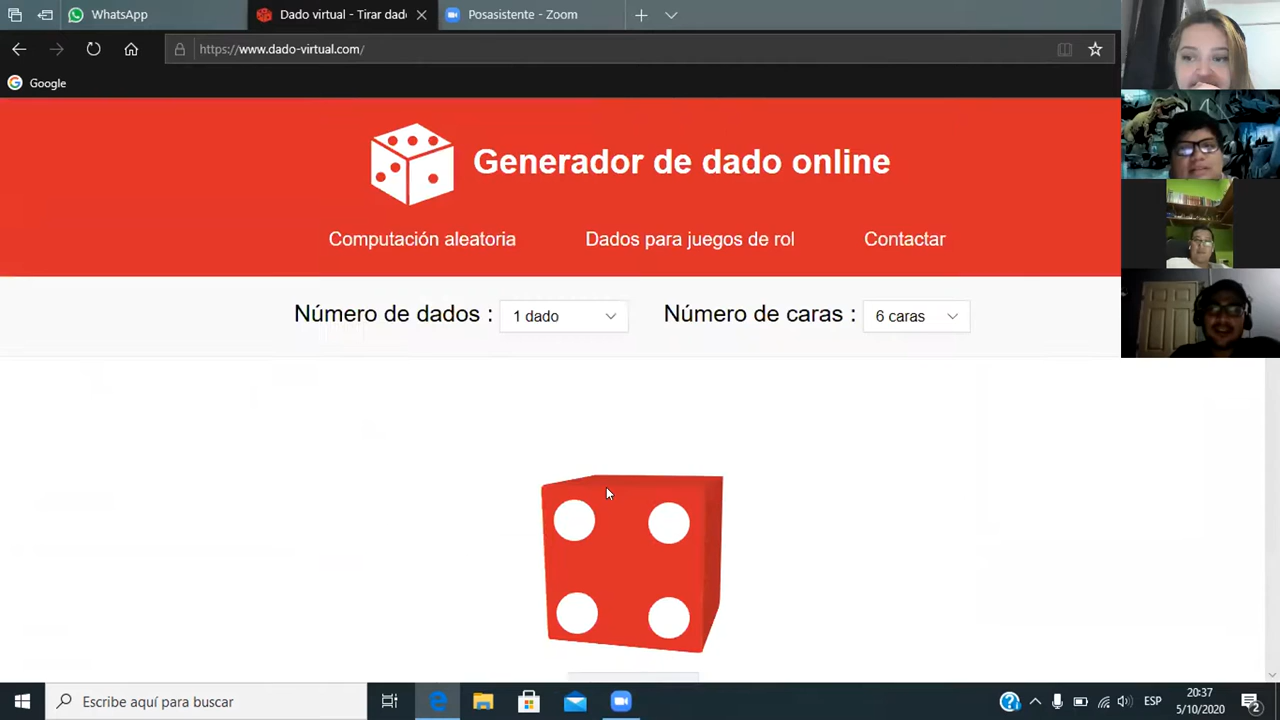 WhatsApp
Dado virtual - Tirar dado
Posasistente - Zoom
https://www.dado-virtual.com/
Google
Generador de dado online
Computación aleatoria
Dados para juegos de rol
Contactar
Número de dados :
1 dado
Número de caras :
6 caras
Escribe aquí para buscar
ESP
20:37
5/10/2020
2